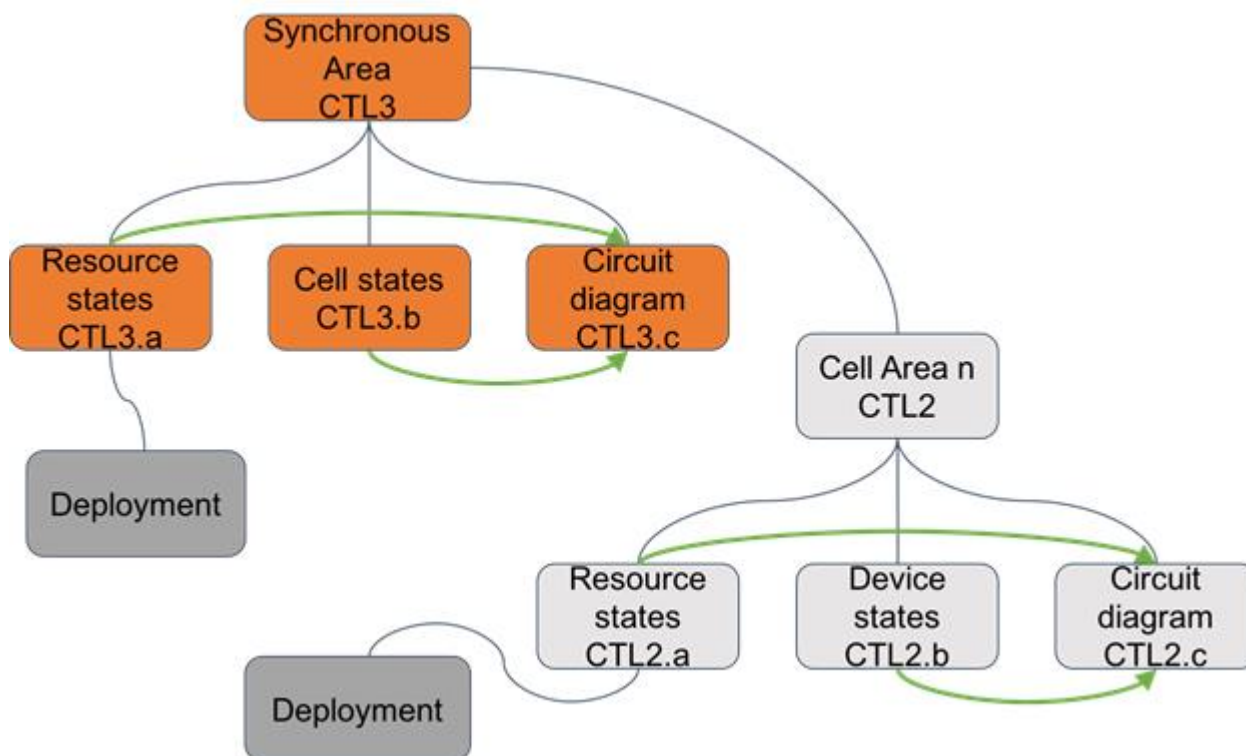 Synchronous
Area
CTL3
Resource
states
CTL3.a
Cell states
CTL3.b
Circuit
diagram
CTL3.c
Cell Area n
CTL2
Deployment
Resource
states
CTL2.a
Device
states
CTL2.b
Circuit
diagram
CTL2.c
Deployment